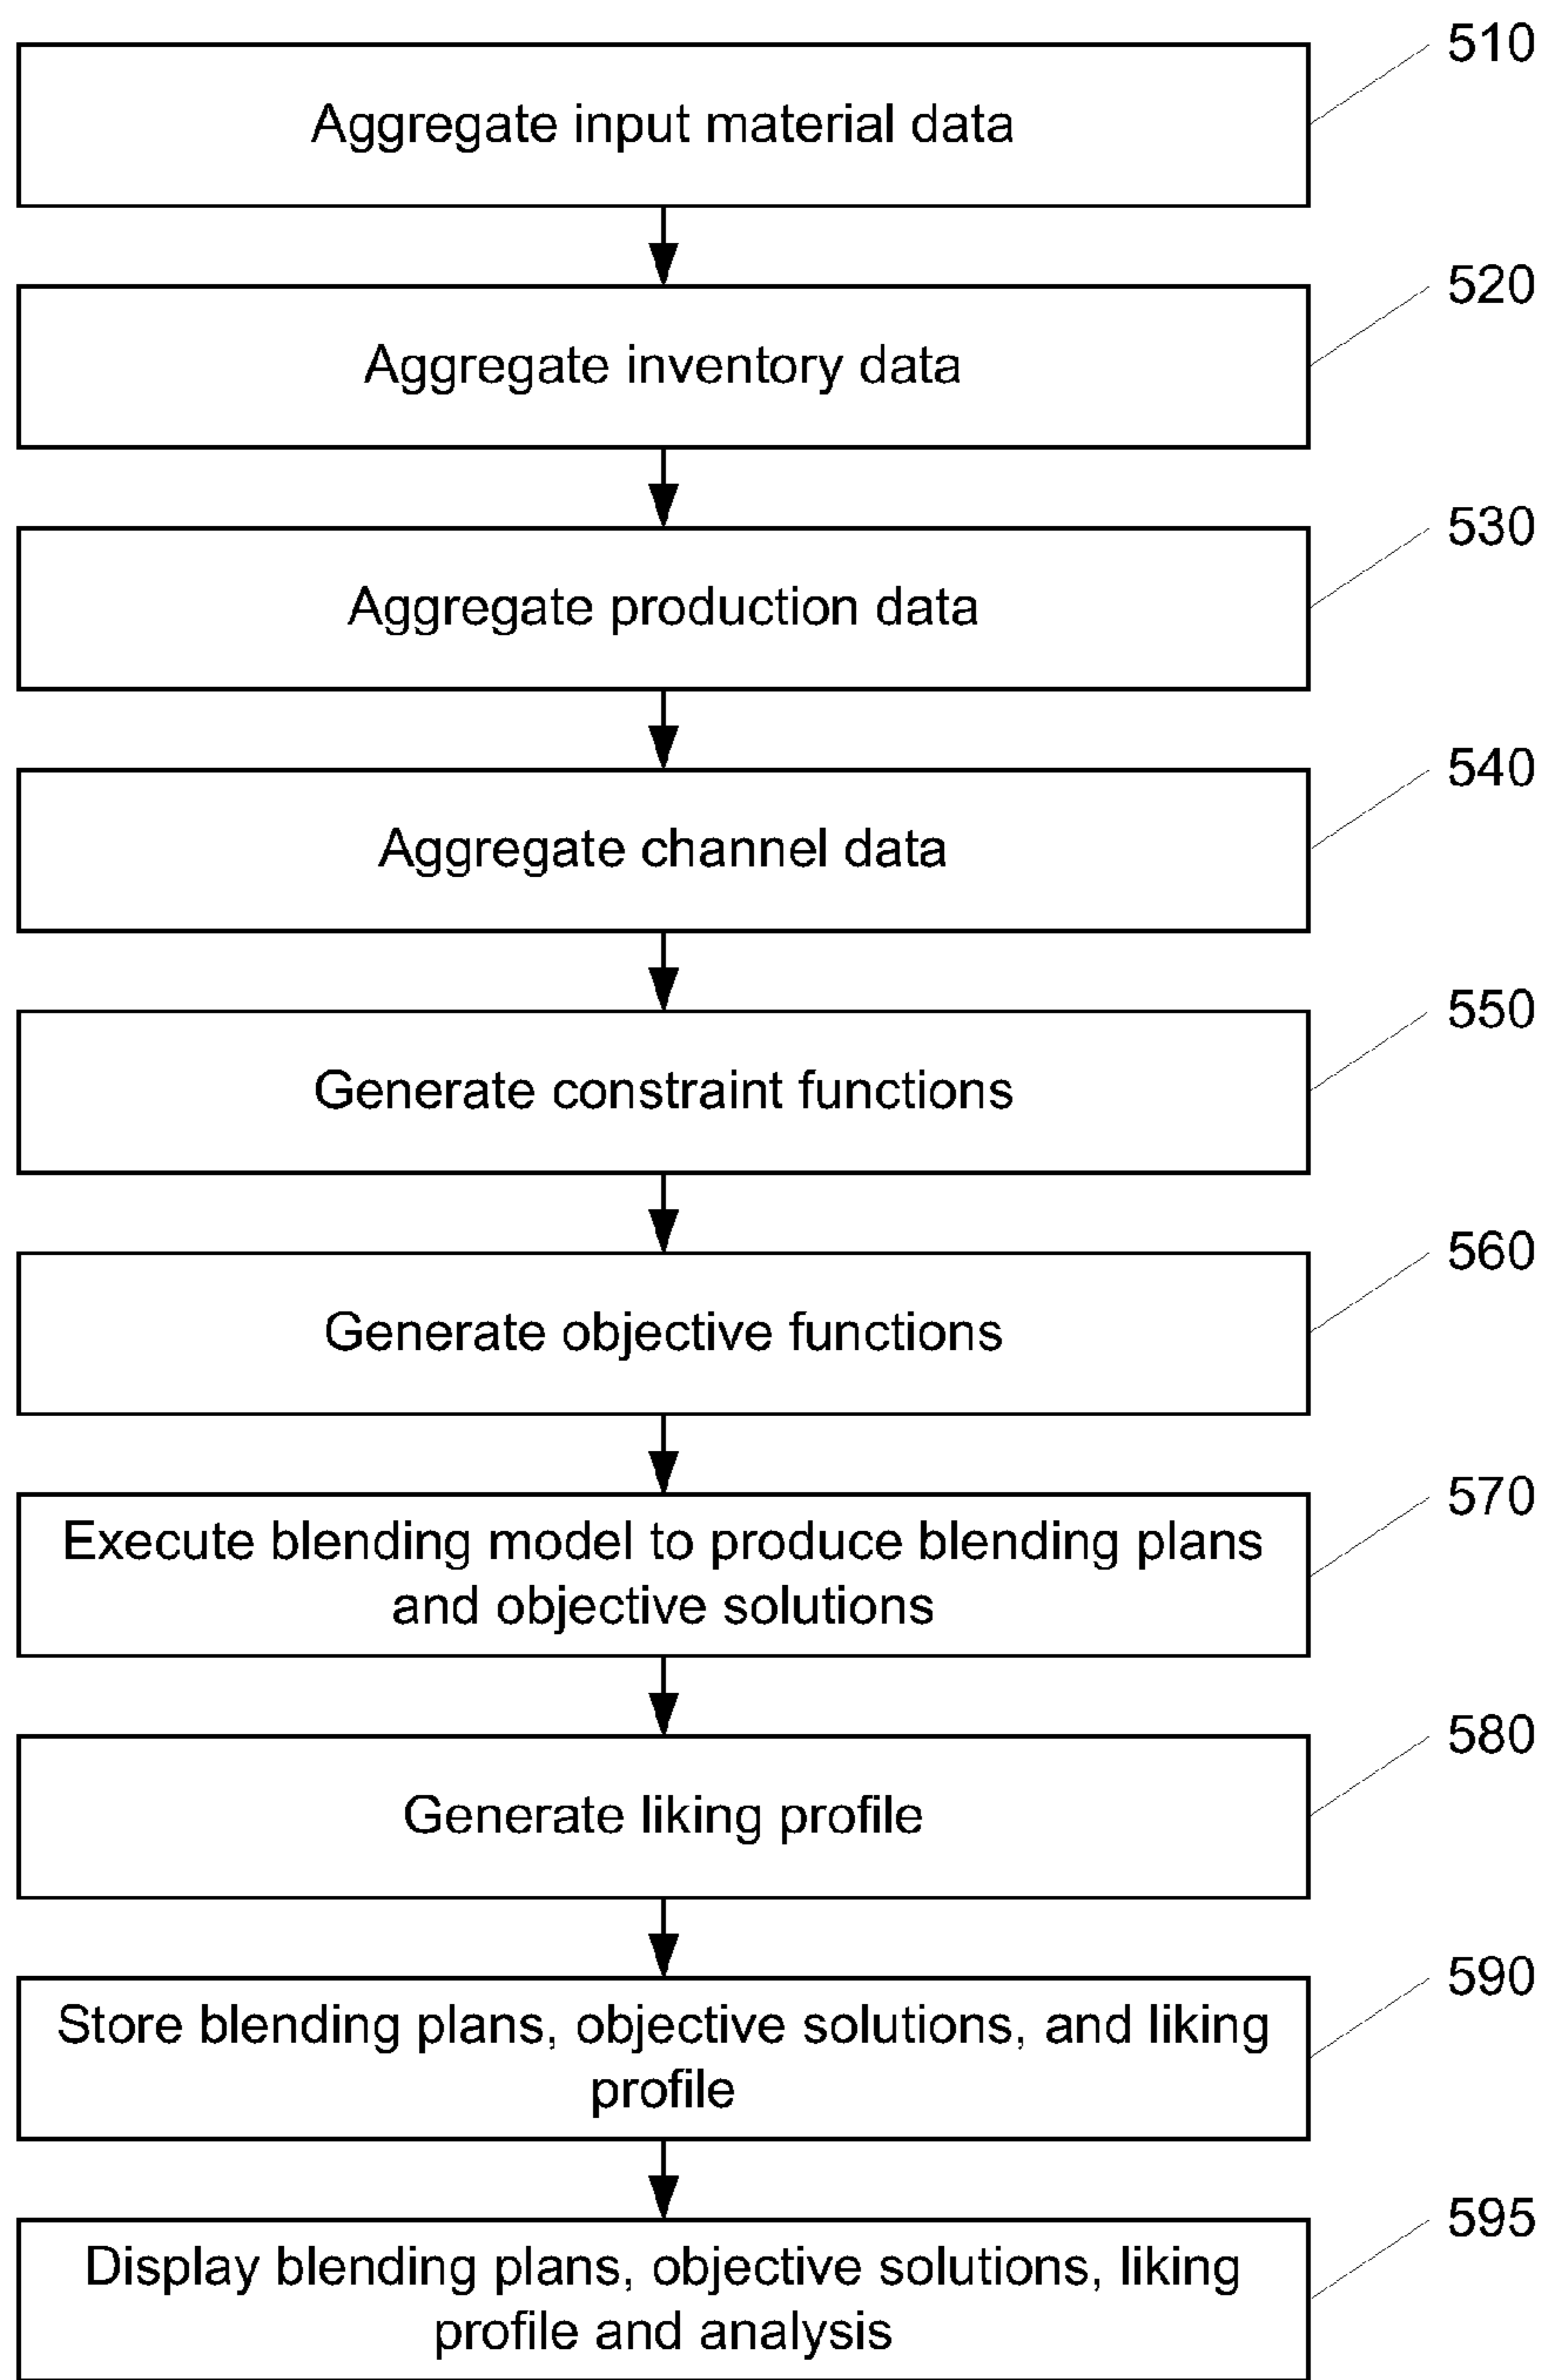 510
Aggregate input material data
520
Aggregate inventory data
530
Aggregate production data
540
Aggregate channel data
550
Generate constraint functions
560
Generate objective functions
570
Execute blending model to produce blending plans
and objective solutions
580
Generate liking profile
590
Store blending plans, objective solutions, and liking
profile
595
Display blending plans, objective solutions, liking
profile and analysis